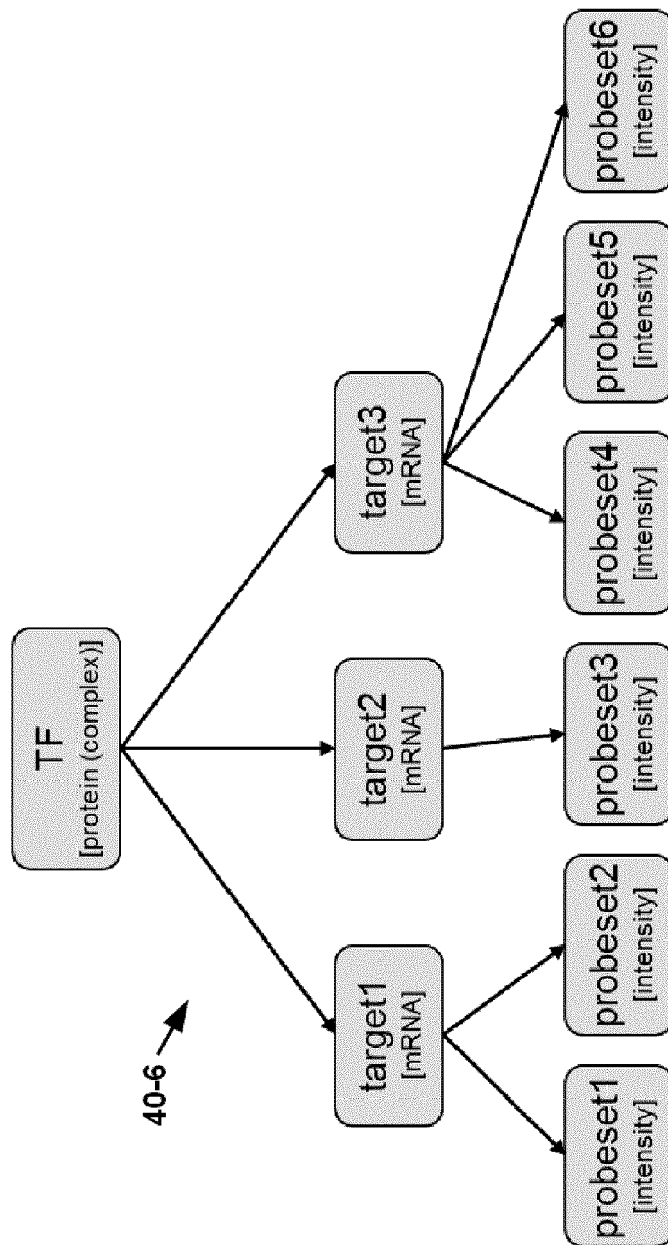 40-6
TF
[protein (complex)]
target1
[mRNA]
target2
[mRNA]
target3
[mRNA]
probeset1
[intensity]
probeset2
[intensity]
probeset3
[intensity]
probeset4
[intensity]
probeset5
[intensity]
probeset6
[intensity]